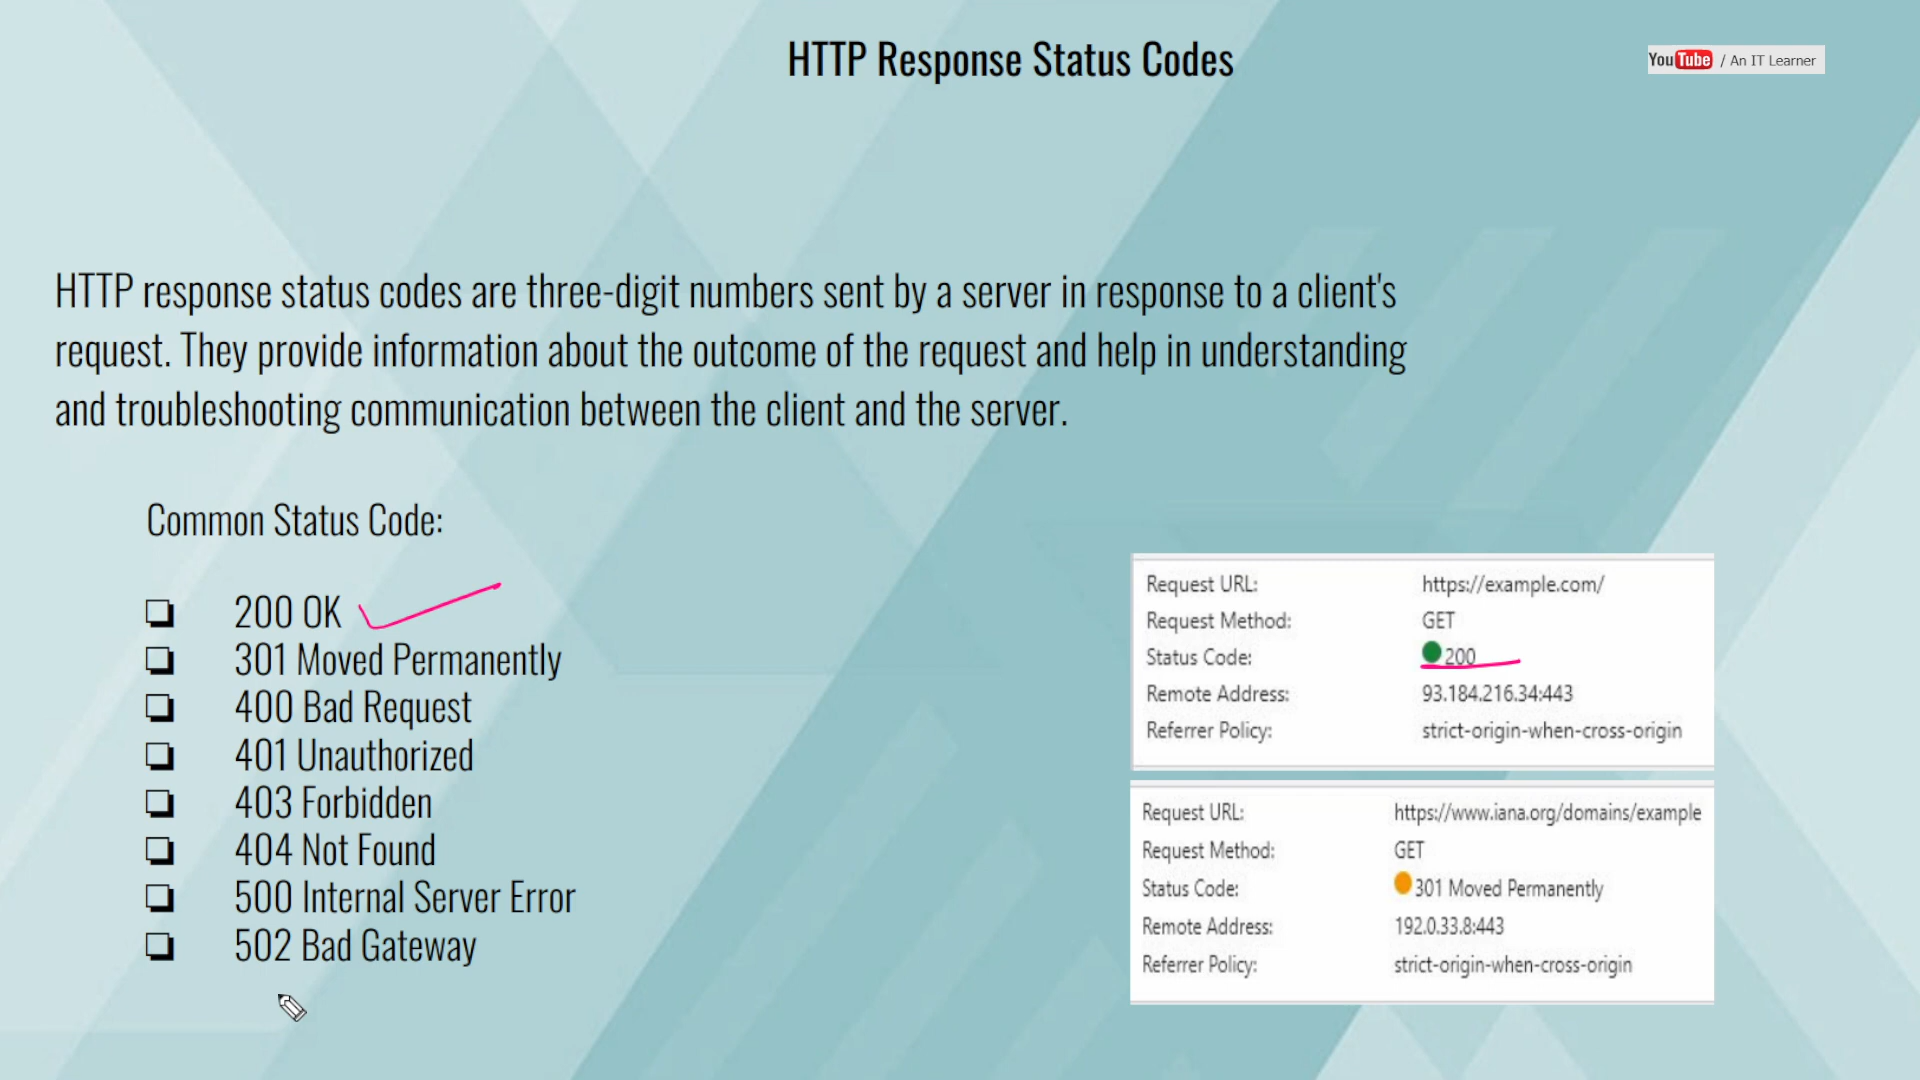 HTTP Response Status Codes
YouTube / An IT Learner
HTTP response status codes are three-digit numbers sent by a server in response to a client's
request. They provide information about the outcome of the request and help in understanding
and troubleshooting communication between the client and the server.
Common Status Code:
200 OK
301 Moved Permanently
400 Bad Request
401 Unauthorized
403 Forbidden
404 Not Found
500 Internal Server Error
502 Bad Gateway
Request URL: https://example.com/
Request Method: GET
Status Code: 200
Remote Address: 93.184.216.34:443
Referrer Policy: strict-origin-when-cross-origin
Request URL: https://www.iana.org/domains/example
Request Method: GET
Status Code: 301 Moved Permanently
Remote Address: 192.0.33.8:443
Referrer Policy: strict-origin-when-cross-origin